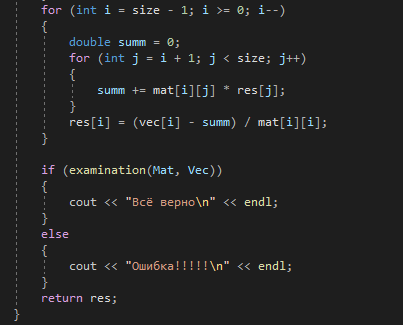 for (int i = size - 1; i >= 0; i--)
{
double summ = 0;
for (int j = i + 1; j < size; j++)
{
summ += mat[i][j] * res[j];
}
res[i] = (vec[i] - summ) / mat[i][i];
}
if (examination(Mat, Vec))
{
cout << "Всё верно\n" << endl;
}
else
{
cout << "Ошибка!!!!!\n" << endl;
}
return res;
}